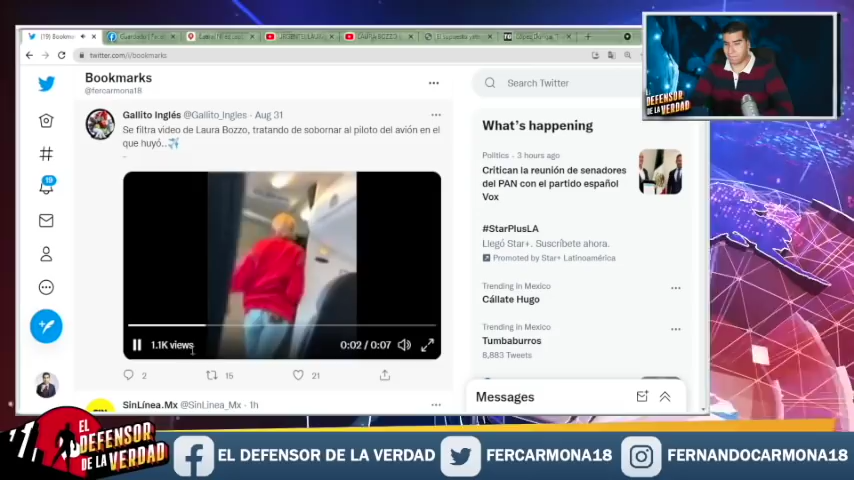 (19) Bookmar
twitter.com/i/bookmarks
Bookmarks
@fercarmona18
Search Twitter
Gallito Inglés @Gallito_Ingles · Aug 31
Se filtra video de Laura Bozzo, tratando de sobornar al piloto del avión en el
que huyó..
1.1K views
0:02 / 0:07
2
15
21
SinLínea.Mx @SinLinea_Mx · 1h
19
What's happening
Politics · 3 hours ago
Critican la reunión de senadores
del PAN con el partido español
Vox
#StarPlusLA
Llegó Star+. Suscríbete ahora.
Promoted by Star+ Latinoamérica
Trending in Mexico
Cállate Hugo
Trending in Mexico
Tumbaburros
8,883 Tweets
Messages
EL DEFENSOR
DE LA VERDAD
EL
DEFENSOR
DE LA VERDAD
EL DEFENSOR DE LA VERDAD
FERCARMONA18
FERNANDOCARMONA18